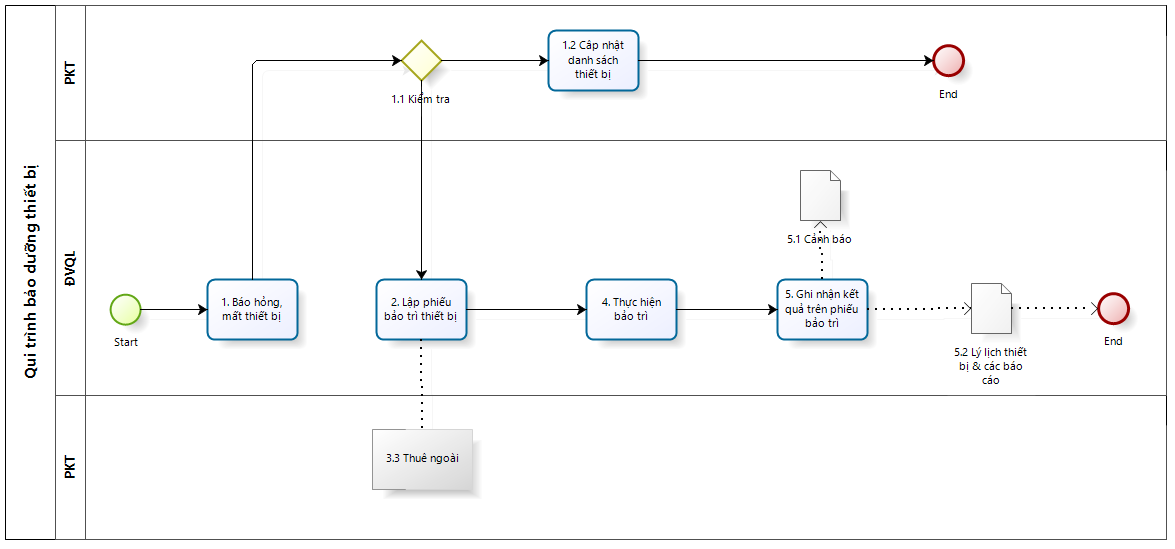 Qui trình bảo dưỡng thiết bị
PKT
1.1 Kiểm tra
1.2 Cập nhật
danh sách
thiết bị
End
ĐVQL
Start
1. Báo hỏng,
mất thiết bị
2. Lập phiếu
bảo trì thiết bị
4. Thực hiện
bảo trì
5. Ghi nhận kết
quả trên phiếu
bảo trì
5.1 Cảnh báo
5.2 Lý lịch thiết
bị & các báo
cáo
End
PKT
3.3 Thuê ngoài